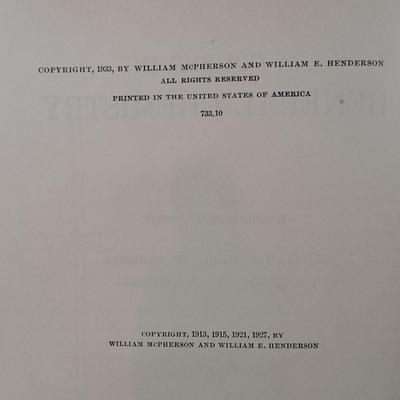 COPYRIGHT, 1933, BY WILLIAM MCPHERSON AND WILLIAM E. HENDERSON
ALL RIGHTS RESERVED
PRINTED IN THE UNITED STATES OF AMERICA
733.10
COPYRIGHT, 1913, 1915, 1921, 1927, BY
WILLIAM MCPHERSON AND WILLIAM E. HENDERSON